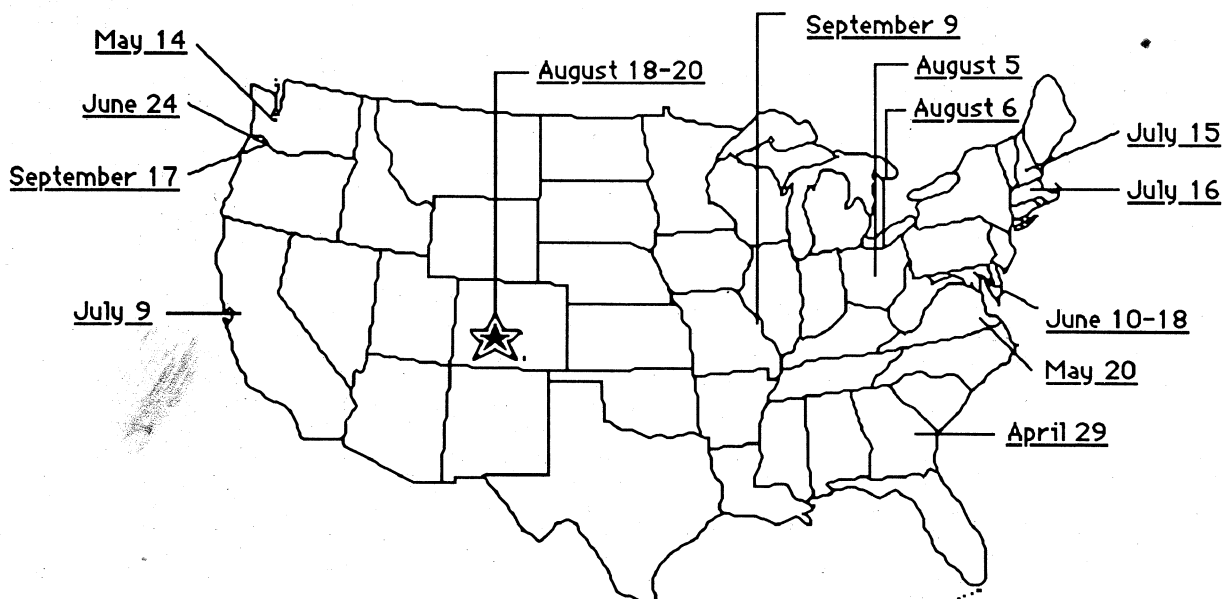 September 9
May 14
August 18-20
August 5
June 24
August 6
July 15
September 17
July 16
July 9
June 10-18
May 20
April 29